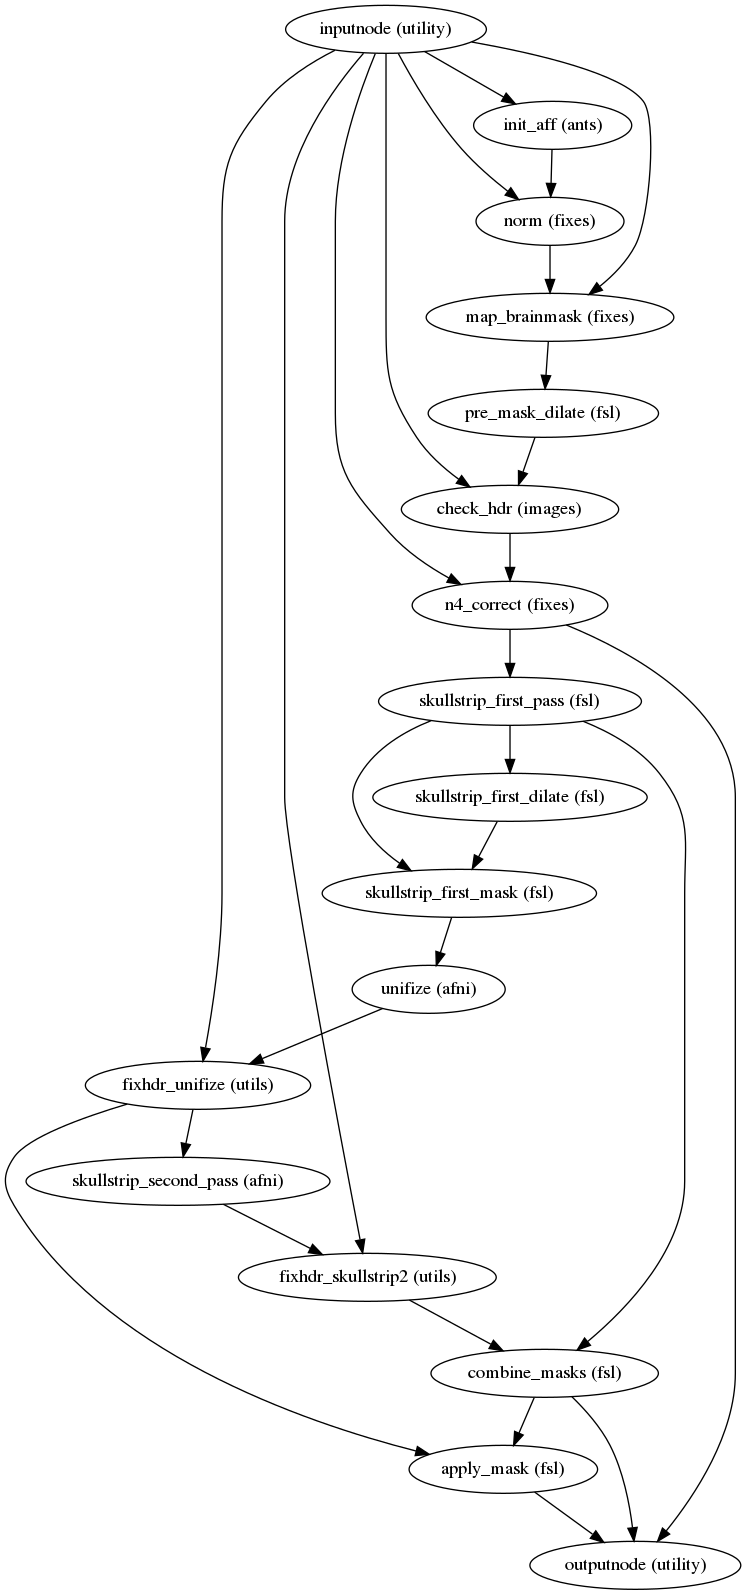 inputnode (utility)
init_aff (ants)
norm (fixes)
map_brainmask (fixes)
pre_mask_dilate (fsl)
check_hdr (images)
n4_correct (fixes)
skullstrip_first_pass (fsl)
skullstrip_first_dilate (fsl)
skullstrip_first_mask (fsl)
unifize (afni)
fixhdr_unifize (utils)
skullstrip_second_pass (afni)
fixhdr_skullstrip2 (utils)
combine_masks (fsl)
apply_mask (fsl)
outputnode (utility)